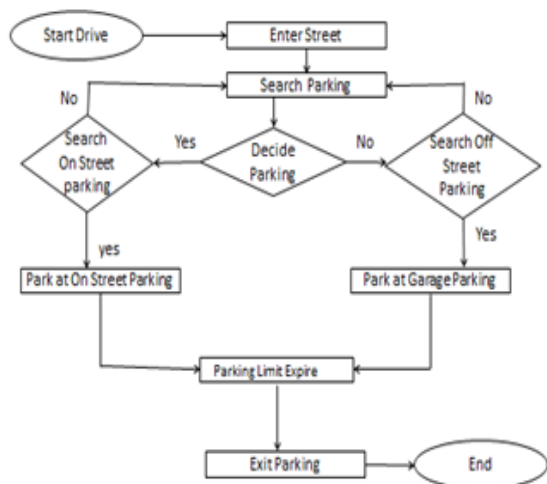 Start Drive
Enter Street
Search Parking
No
No
Search
On Street
parking
Yes
Decide
Parking
No
Search Off
Street
Parking
yes
Yes
Park at On Street Parking
Park at Garage Parking
Parking Limit Expire
Exit Parking
End